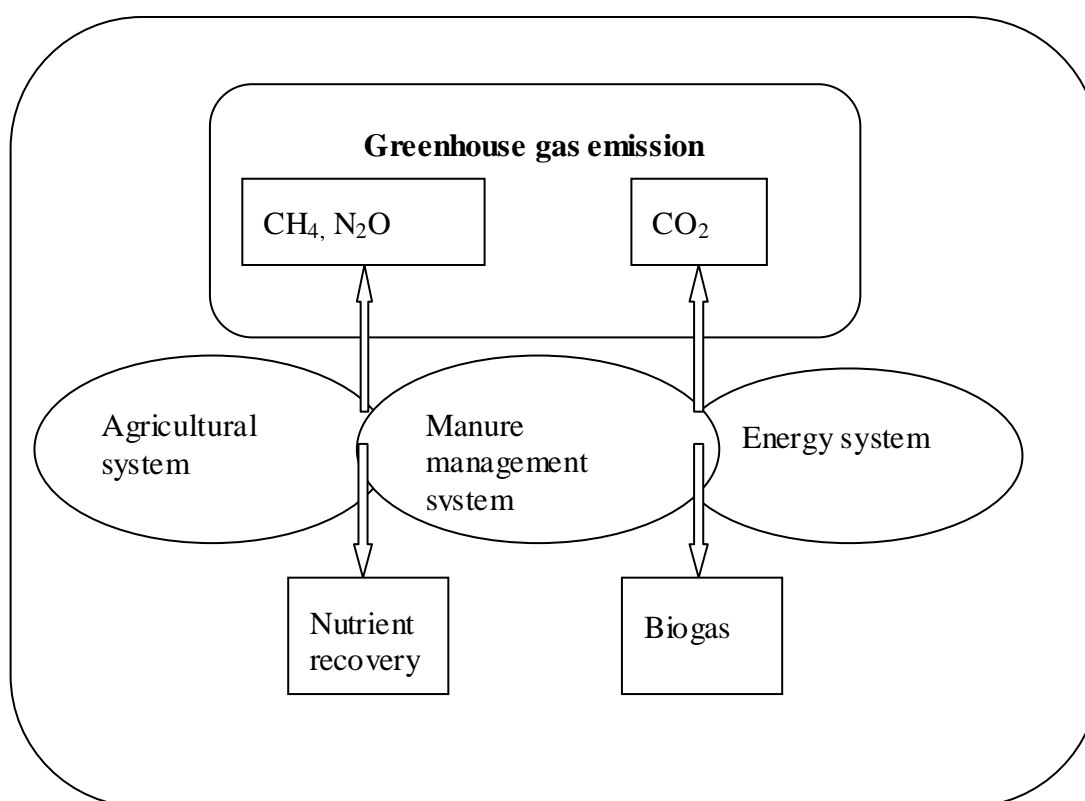 Greenhouse gas emission
CH₄, N₂O
CO₂
Agricultural
system
Manure
management
system
Energy system
Nutrient
recovery
Biogas